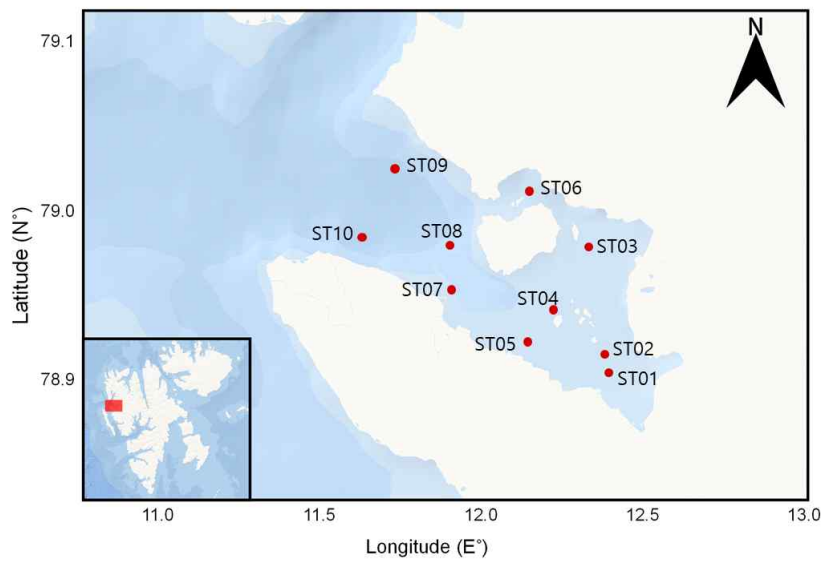 N
79.1
79.0
78.9
Latitude (N°)
ST09
ST06
ST10
ST08
ST03
ST07
ST04
ST05
ST02
ST01
11.0
11.5
12.0
12.5
13.0
Longitude (E°)